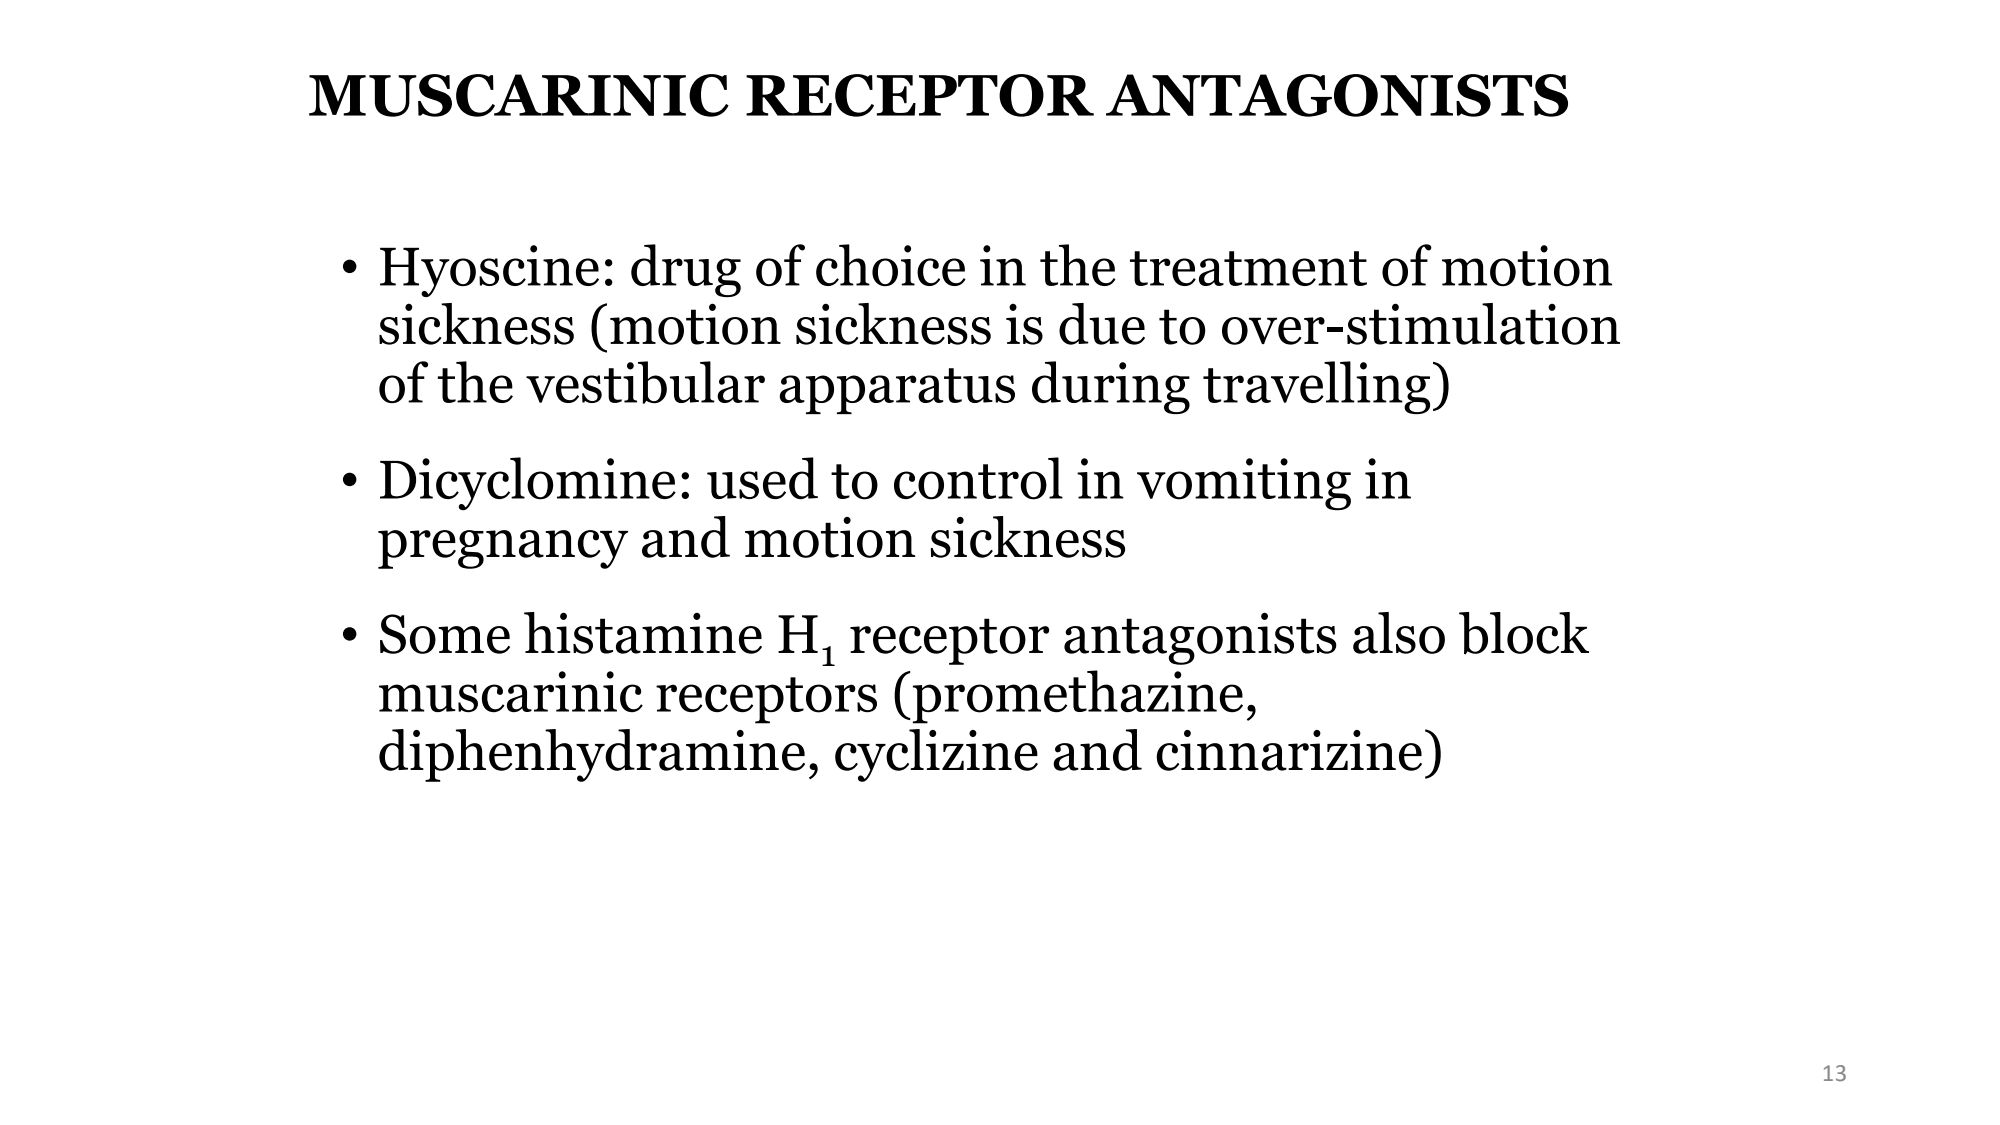 MUSCARINIC RECEPTOR ANTAGONISTS
• Hyoscine: drug of choice in the treatment of motion
sickness (motion sickness is due to over-stimulation
of the vestibular apparatus during travelling)
• Dicyclomine: used to control in vomiting in
pregnancy and motion sickness
• Some histamine H₁ receptor antagonists also block
muscarinic receptors (promethazine,
diphenhydramine, cyclizine and cinnarizine)
13